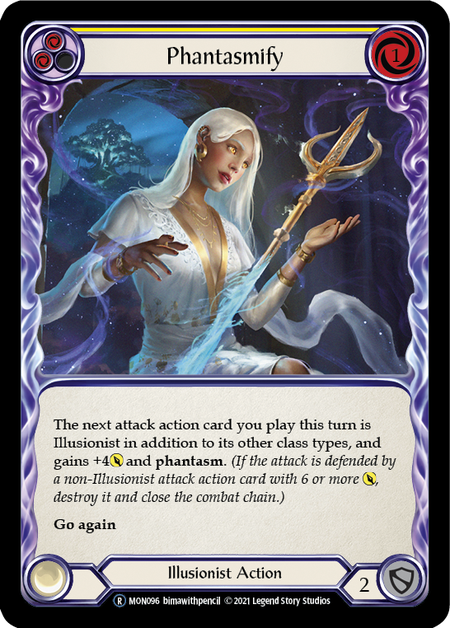 Phantasmify
1
The next attack action card you play this turn is
Illusionist in addition to its other class types, and
gains +4 and phantasm. (If the attack is defended by
a non-Illusionist attack action card with 6 or more ,
destroy it and close the combat chain.)
Go again
Illusionist Action
2
R MON096 bimawithpencil © 2021 Legend Story Studios